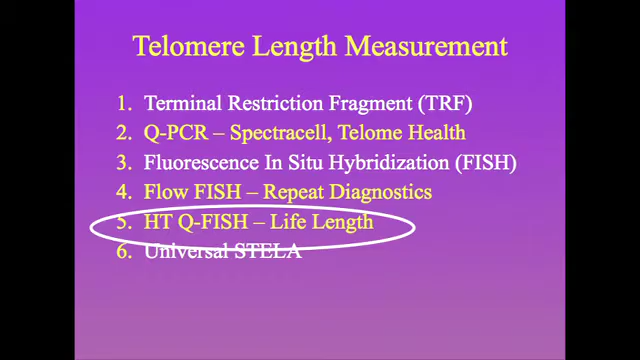 Telomere Length Measurement
1. Terminal Restriction Fragment (TRF)
2. Q-PCR – Spectracell, Telome Health
3. Fluorescence In Situ Hybridization (FISH)
4. Flow FISH – Repeat Diagnostics
5. HT Q-FISH – Life Length
6. Universal STELA